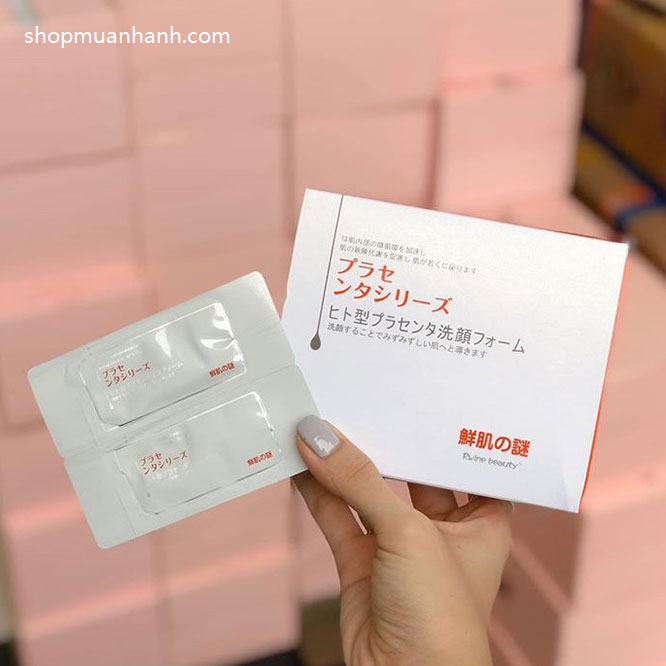 shopmuanhanh.com
は肌内部の微循環を加速し
肌の新陳代謝を促進し 肌が若くに戻ります
プラセ
ンタシリーズ
ヒト型プラセンタ洗顔フォーム
洗顔することでみずみずしい肌へと導きます
鮮肌の謎
Rwine beauty
プラセ
ンタシリーズ
鮮肌の謎
プラセ
ンタシリーズ
鮮肌の謎